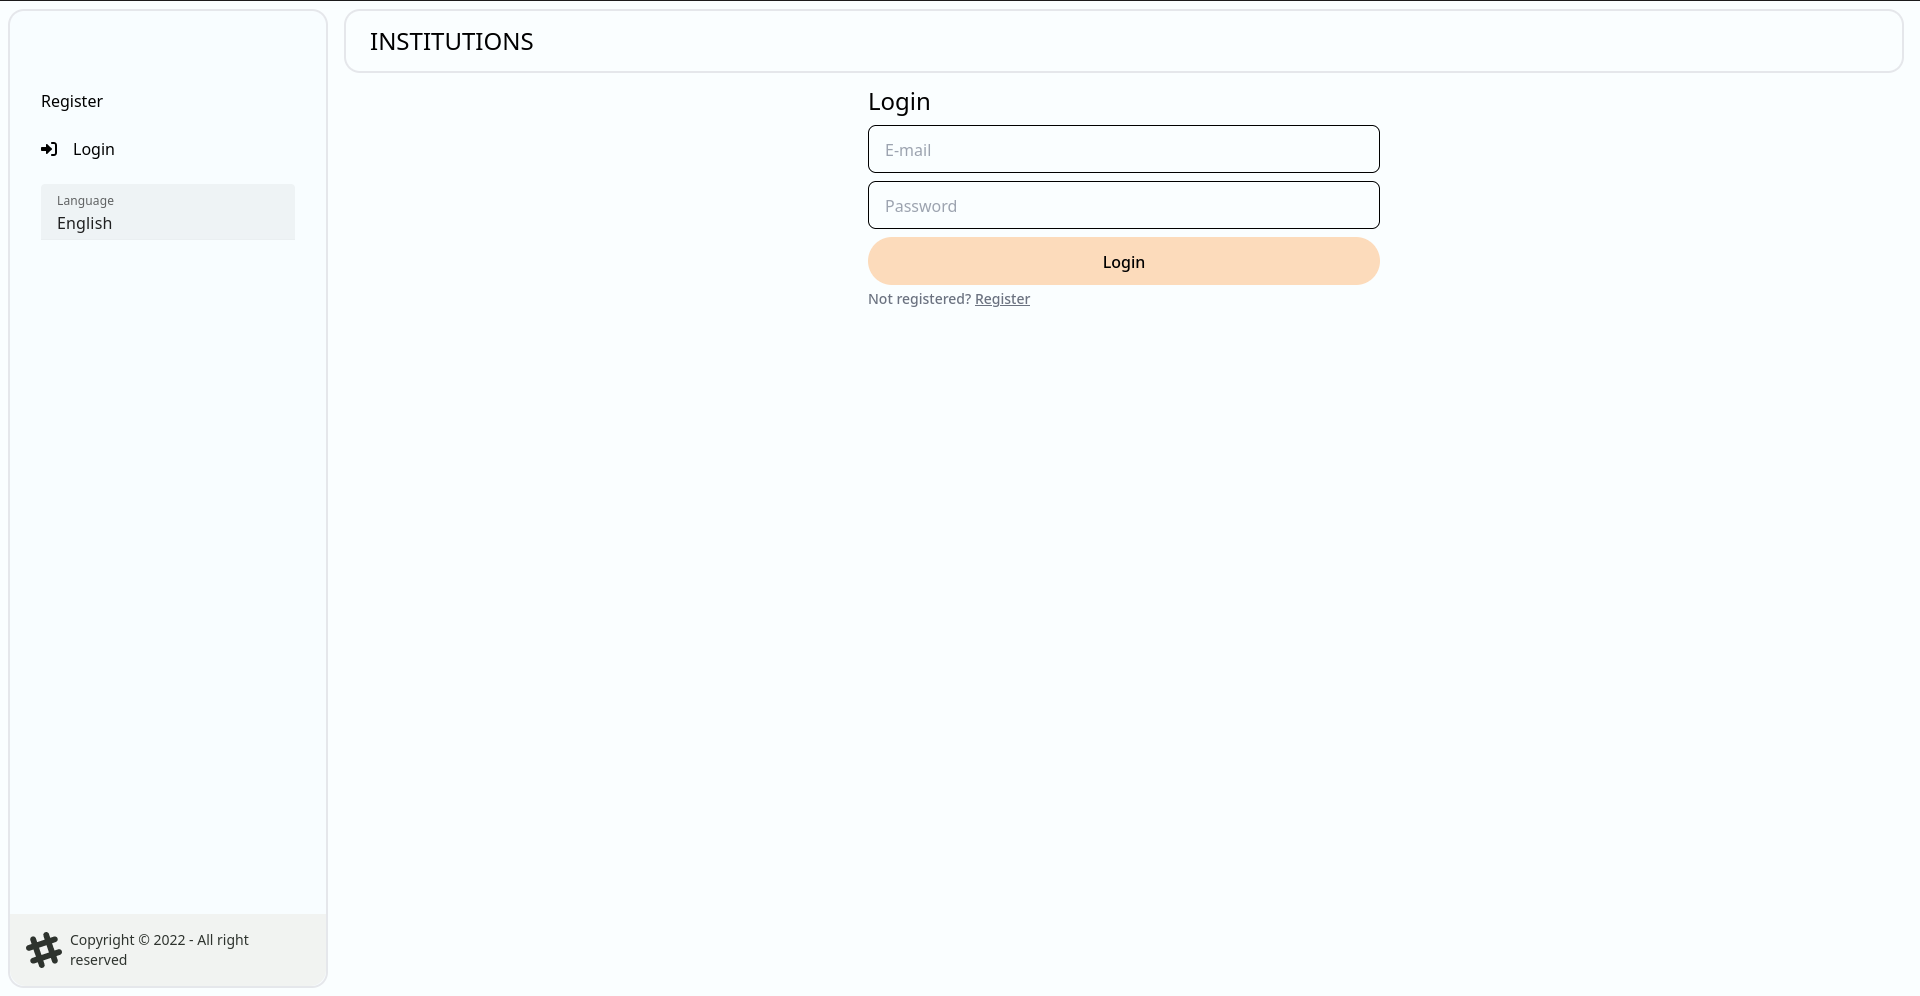 INSTITUTIONS
Register
Login
Language
English
Login
E-mail
Password
Login
Not registered? Register
Copyright © 2022 - All right
reserved